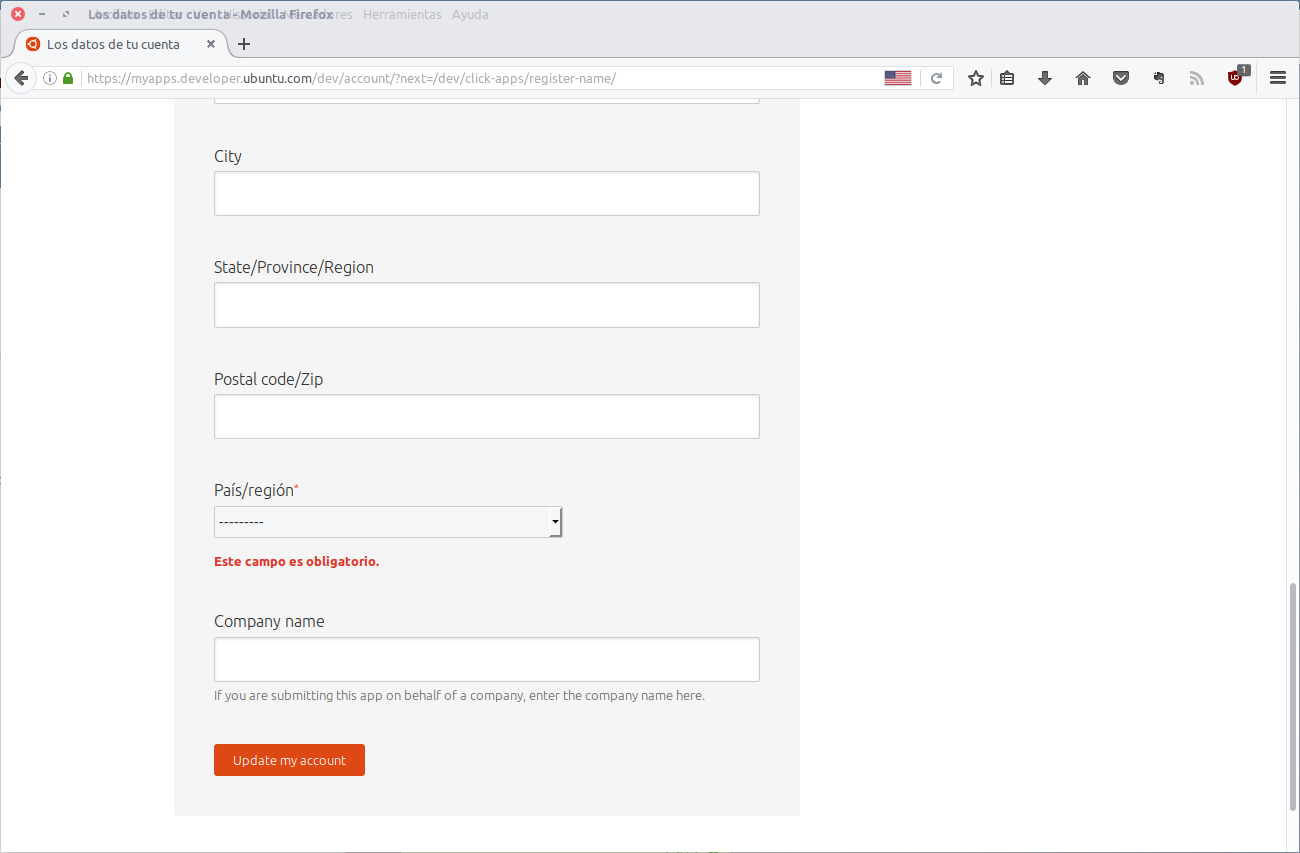 Los datos de tu cuenta - Mozilla Firefox
Herramientas Ayuda
Los datos de tu cuenta
https://myapps.developer.ubuntu.com/dev/account/?next=/dev/click-apps/register-name/
1
City
State/Province/Region
Postal code/Zip
País/región*
---------
Este campo es obligatorio.
Company name
If you are submitting this app on behalf of a company, enter the company name here.
Update my account